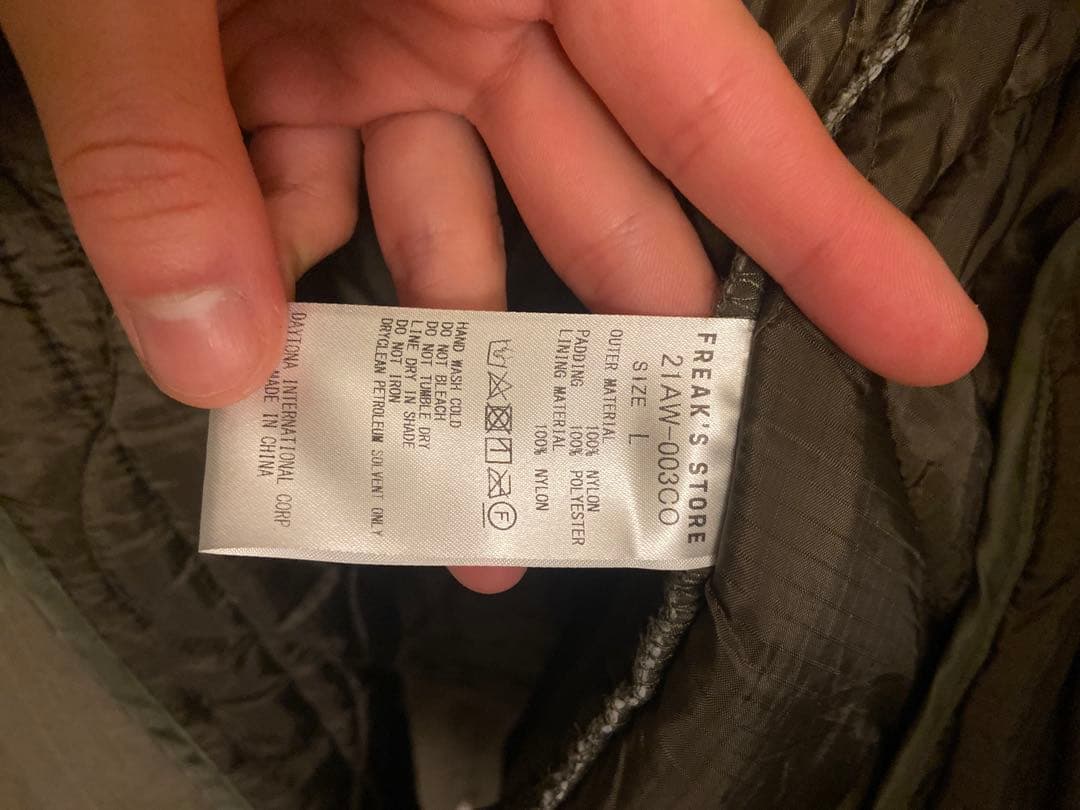 FREAK'S STORE
21AW-003CO
SIZE L
OUTER MATERIAL
100% NYLON
PADDING 100% POLYESTER
LINING MATERIAL
100% NYLON
F
HAND WASH COLD
DO NOT BLEACH
DO NOT TUMBLE DRY
LINE DRY IN SHADE
DO NOT IRON
DRYCLEAN PETROLEUM SOLVENT ONLY
DAYTONA INTERNATIONAL CORP
MADE IN CHINA